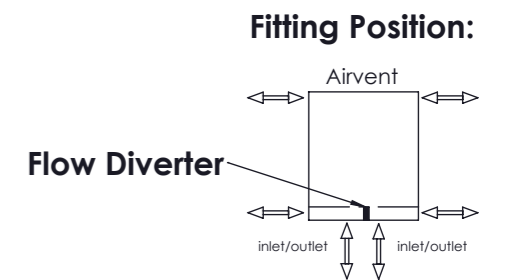 Fitting Position:
Airvent
Flow Diverter
inlet/outlet inlet/outlet